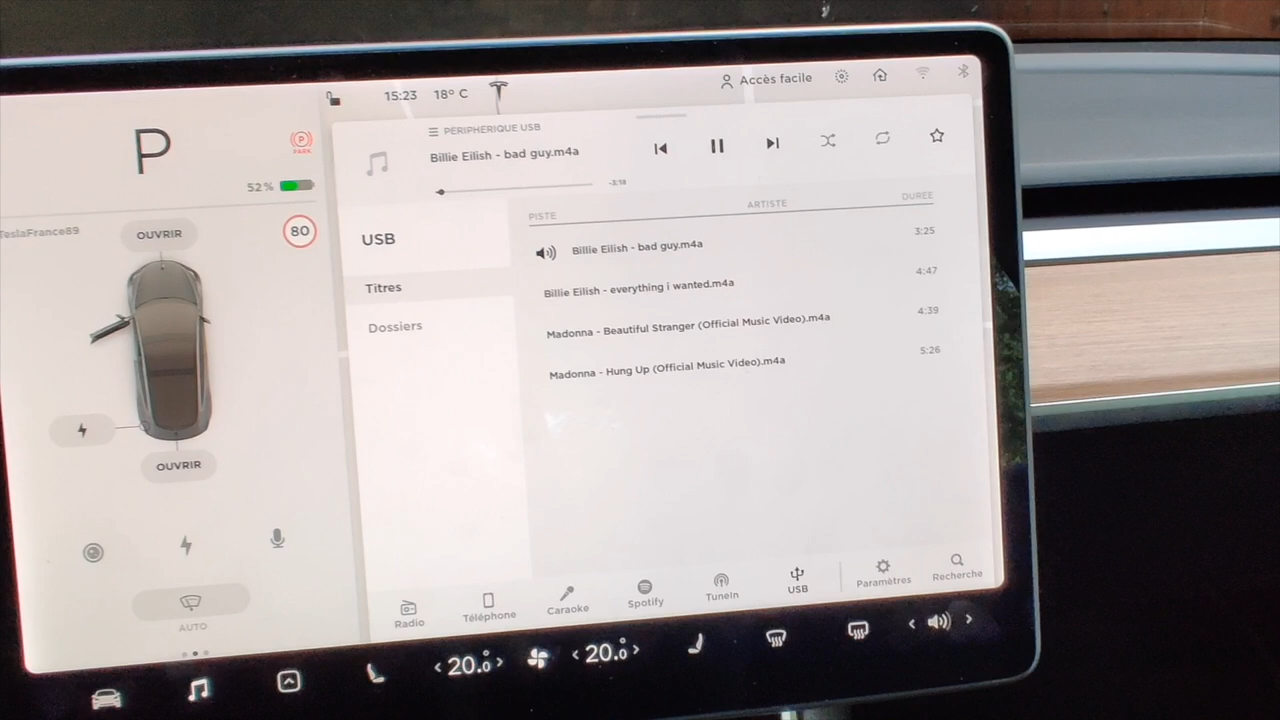 15:23 18° C
Accès facile
P
PARK
PERIPHERIQUE USB
Billie Eilish - bad guy.m4a
-3:18
52 %
TeslaFrance89
80
OUVRIR
USB
PISTE ARTISTE DUREE
Billie Eilish - bad guy.m4a 3:25
Titres
Billie Eilish - everything i wanted.m4a 4:47
Dossiers
Madonna - Beautiful Stranger (Official Music Video).m4a 4:39
Madonna - Hung Up (Official Music Video).m4a 5:26
OUVRIR
AUTO
Radio Téléphone Caraoke Spotify TuneIn USB Paramètres Recherche
20.0 20.0